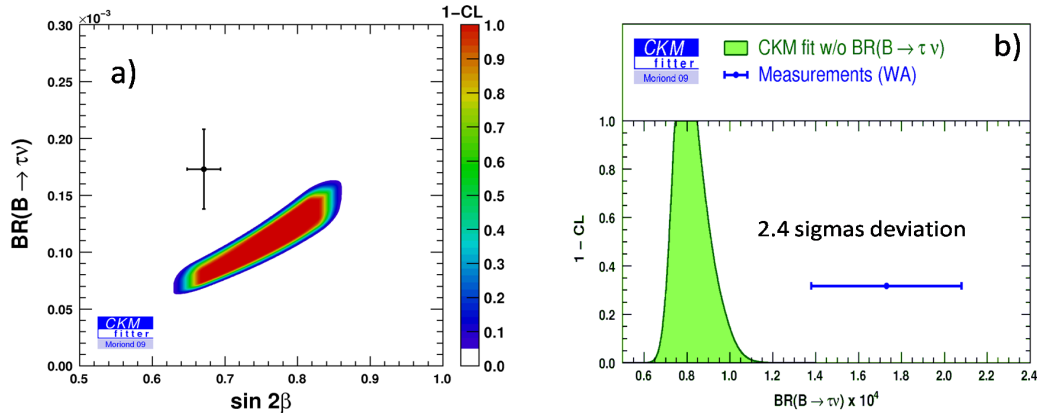 ×10⁻³
1-CL
a)
BR(B → τν)
0.30
0.25
0.20
0.15
0.10
0.05
0.00
0.5 0.6 0.7 0.8 0.9 1.0
sin 2β
1.0
0.9
0.8
0.7
0.6
0.5
0.4
0.3
0.2
0.1
0.0
CKM
fitter
Moriond 09
b)
CKM
fitter
Moriond 09
CKM fit w/o BR(B→τ ν)
Measurements (WA)
1 - CL
1.0
0.8
0.6
0.4
0.2
0.0
2.4 sigmas deviation
0.6 0.8 1.0 1.2 1.4 1.6 1.8 2.0 2.2 2.4
BR(B→τν) x 10⁴